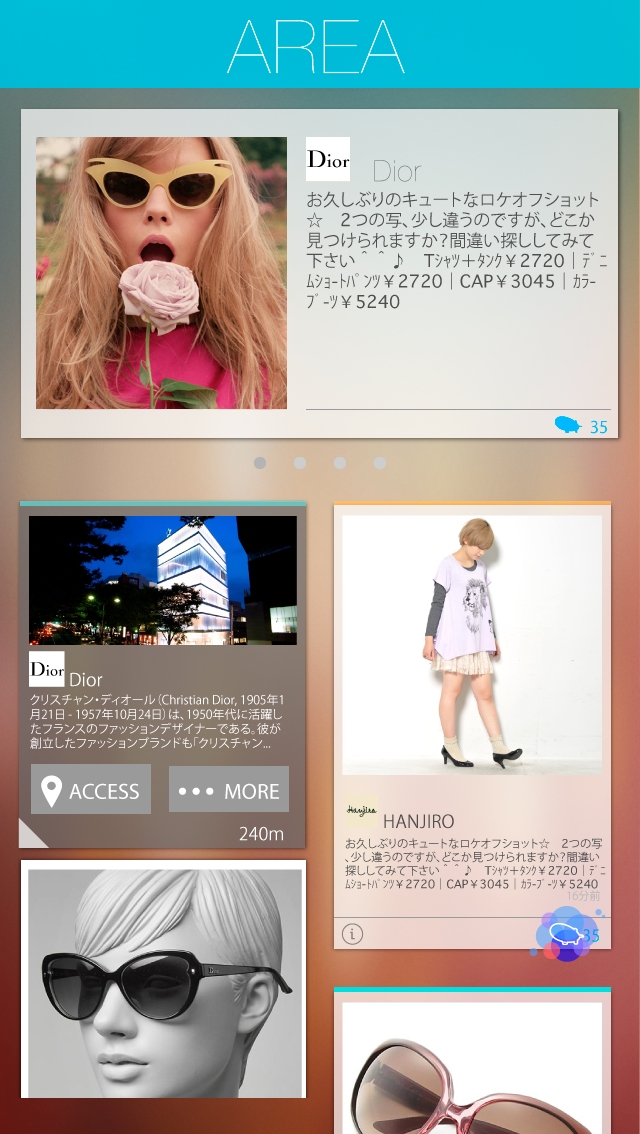 AREA
Dior
Dior
お久しぶりのキュートなロケオフショット
☆　2つの写、少し違うのですが、どこか
見つけられますか？間違い探ししてみて
下さい＾＾♪　Tｼｬﾂ＋ﾀﾝｸ￥2720｜ﾃﾞﾆ
ﾑｼｮｰﾄﾊﾟﾝﾂ￥2720｜CAP￥3045｜ｶﾗｰ
ﾌﾞｰﾂ￥5240
35
Dior
Dior
クリスチャン・ディオール（Christian Dior, 1905年1
月21日 - 1957年10月24日）は、1950年代に活躍し
たフランスのファッションデザイナーである。彼が
創立したファッションブランドも「クリスチャン...
ACCESS
MORE
240m
Dior
Hanjiro
HANJIRO
お久しぶりのキュートなロケオフショット☆　2つの写
、少し違うのですが、どこか見つけられますか？間違い
探ししてみて下さい＾＾♪　Tｼｬﾂ＋ﾀﾝｸ￥2720｜ﾃﾞﾆ
ﾑｼｮｰﾄﾊﾟﾝﾂ￥2720｜CAP￥3045｜ｶﾗｰﾌﾞｰﾂ￥5240
16分前
35